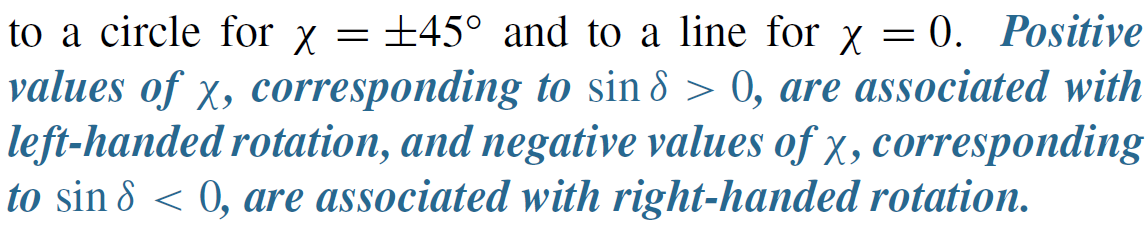 to a circle for χ = ±45° and to a line for χ = 0. Positive
values of χ, corresponding to sin δ > 0, are associated with
left-handed rotation, and negative values of χ, corresponding
to sin δ < 0, are associated with right-handed rotation.